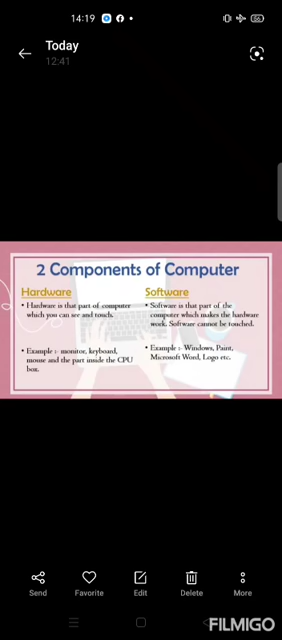 14:19
56
Today
12:41
2 Components of Computer
Hardware
• Hardware is that part of computer
which you can see and touch.
• Example :- monitor, keyboard,
mouse and the part inside the CPU
box.
Software
• Software is that part of the
computer which makes the hardware
work. Software cannot be touched.
• Example :- Windows, Paint,
Microsoft Word, Logo etc.
Send
Favorite
Edit
Delete
More
FILMIGO